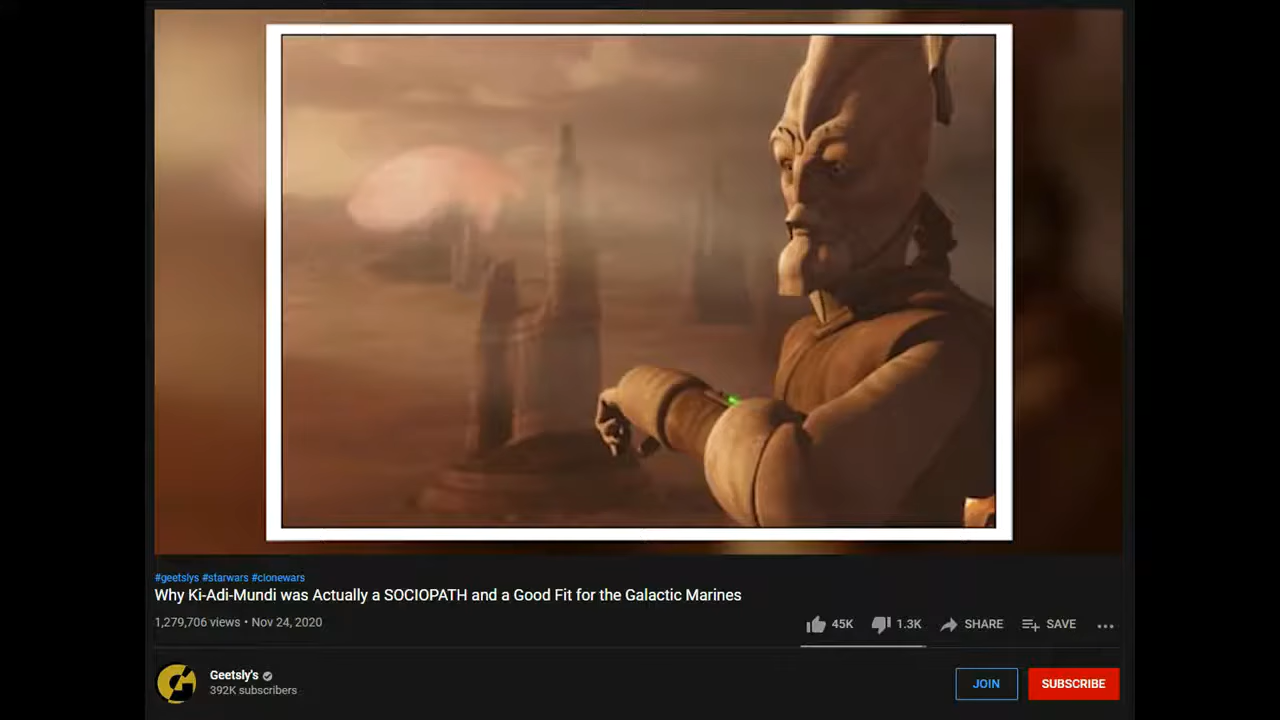 #geetslys #starwars #clonewars
Why Ki-Adi-Mundi was Actually a SOCIOPATH and a Good Fit for the Galactic Marines
1,279,706 views • Nov 24, 2020
45K 1.3K SHARE SAVE
Geetsly's
392K subscribers
JOIN SUBSCRIBE